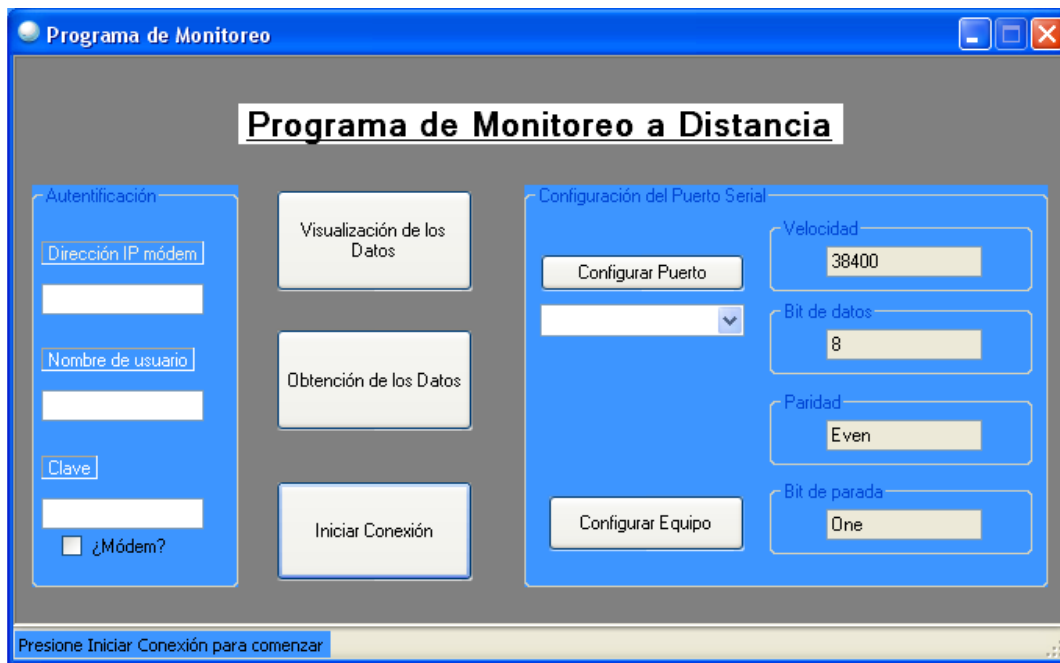 Programa de Monitoreo
Programa de Monitoreo a Distancia
Autentificación
Dirección IP módem
Nombre de usuario
Clave
¿Módem?
Visualización de los
Datos
Obtención de los Datos
Iniciar Conexión
Configuración del Puerto Serial
Configurar Puerto
Configurar Equipo
Velocidad
38400
Bit de datos
8
Paridad
Even
Bit de parada
One
Presione Iniciar Conexión para comenzar